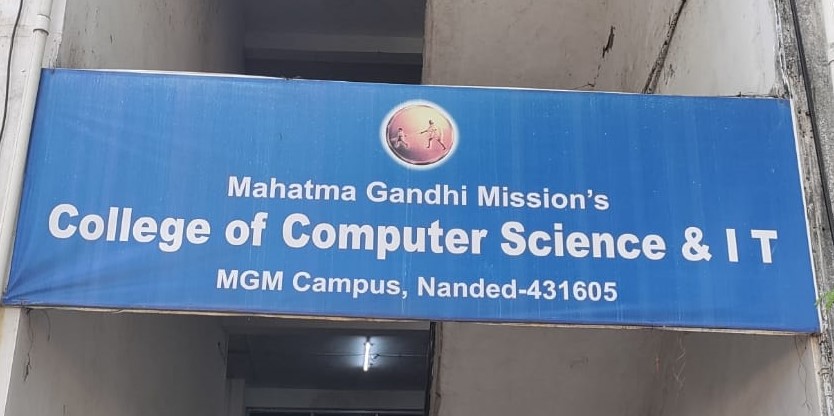 Mahatma Gandhi Mission's
College of Computer Science & I T
MGM Campus, Nanded-431605